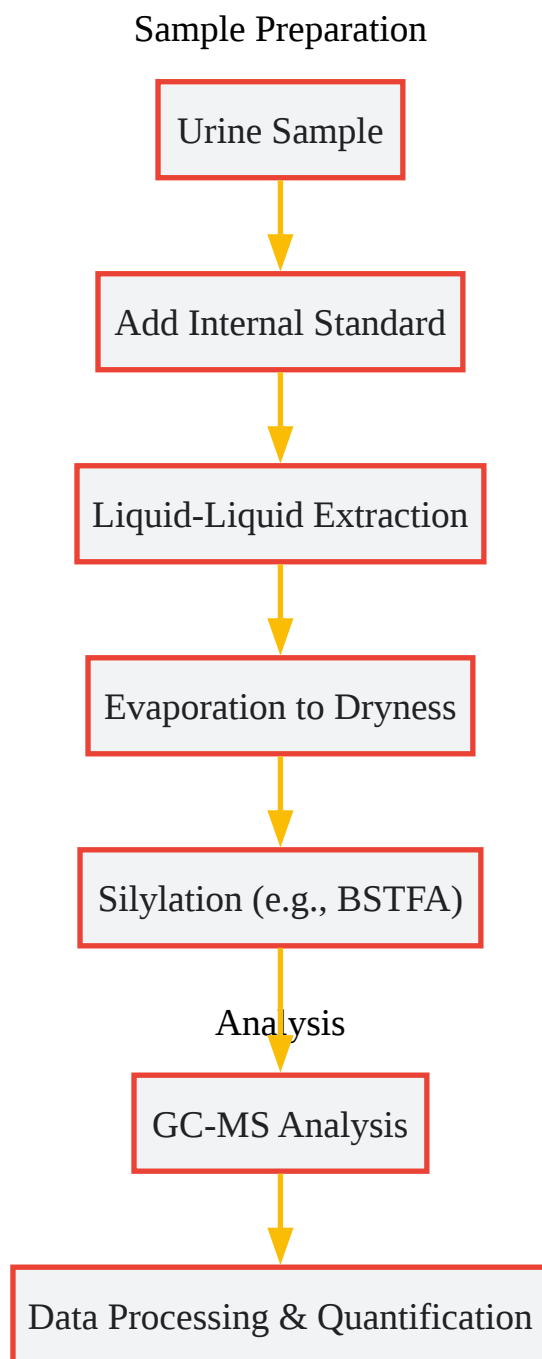 Sample Preparation
Urine Sample
Add Internal Standard
Liquid-Liquid Extraction
Evaporation to Dryness
Silylation (e.g., BSTFA)
Analysis
GC-MS Analysis
Data Processing & Quantification